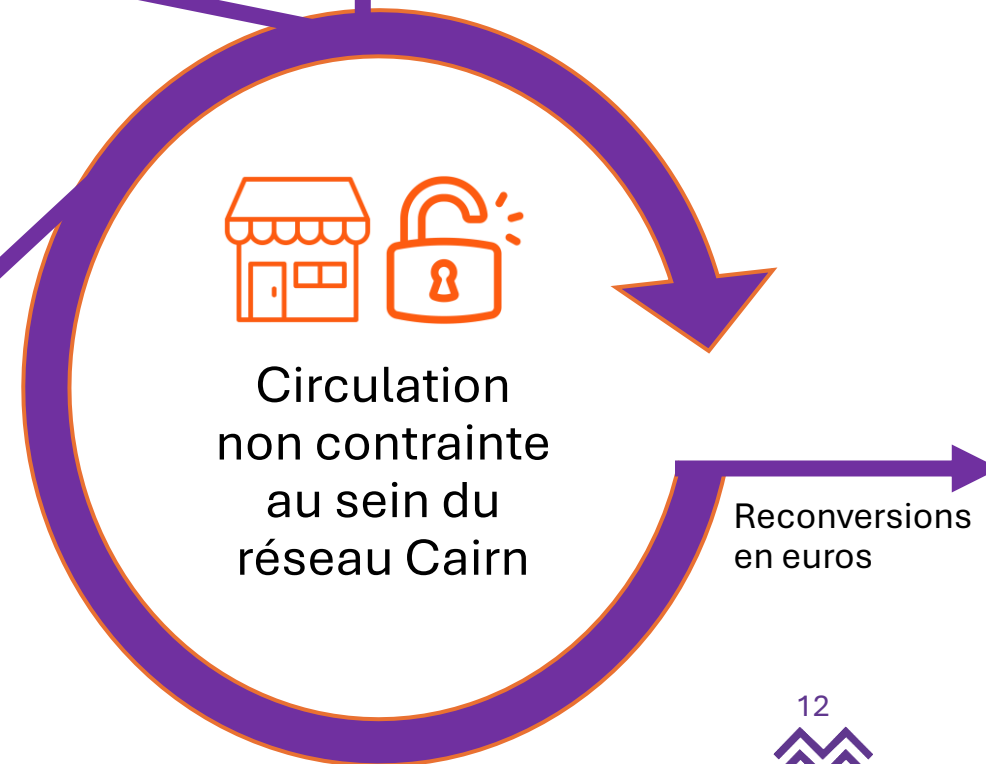 Circulation
non contrainte
au sein du
réseau Cairn
Reconversions
en euros
12